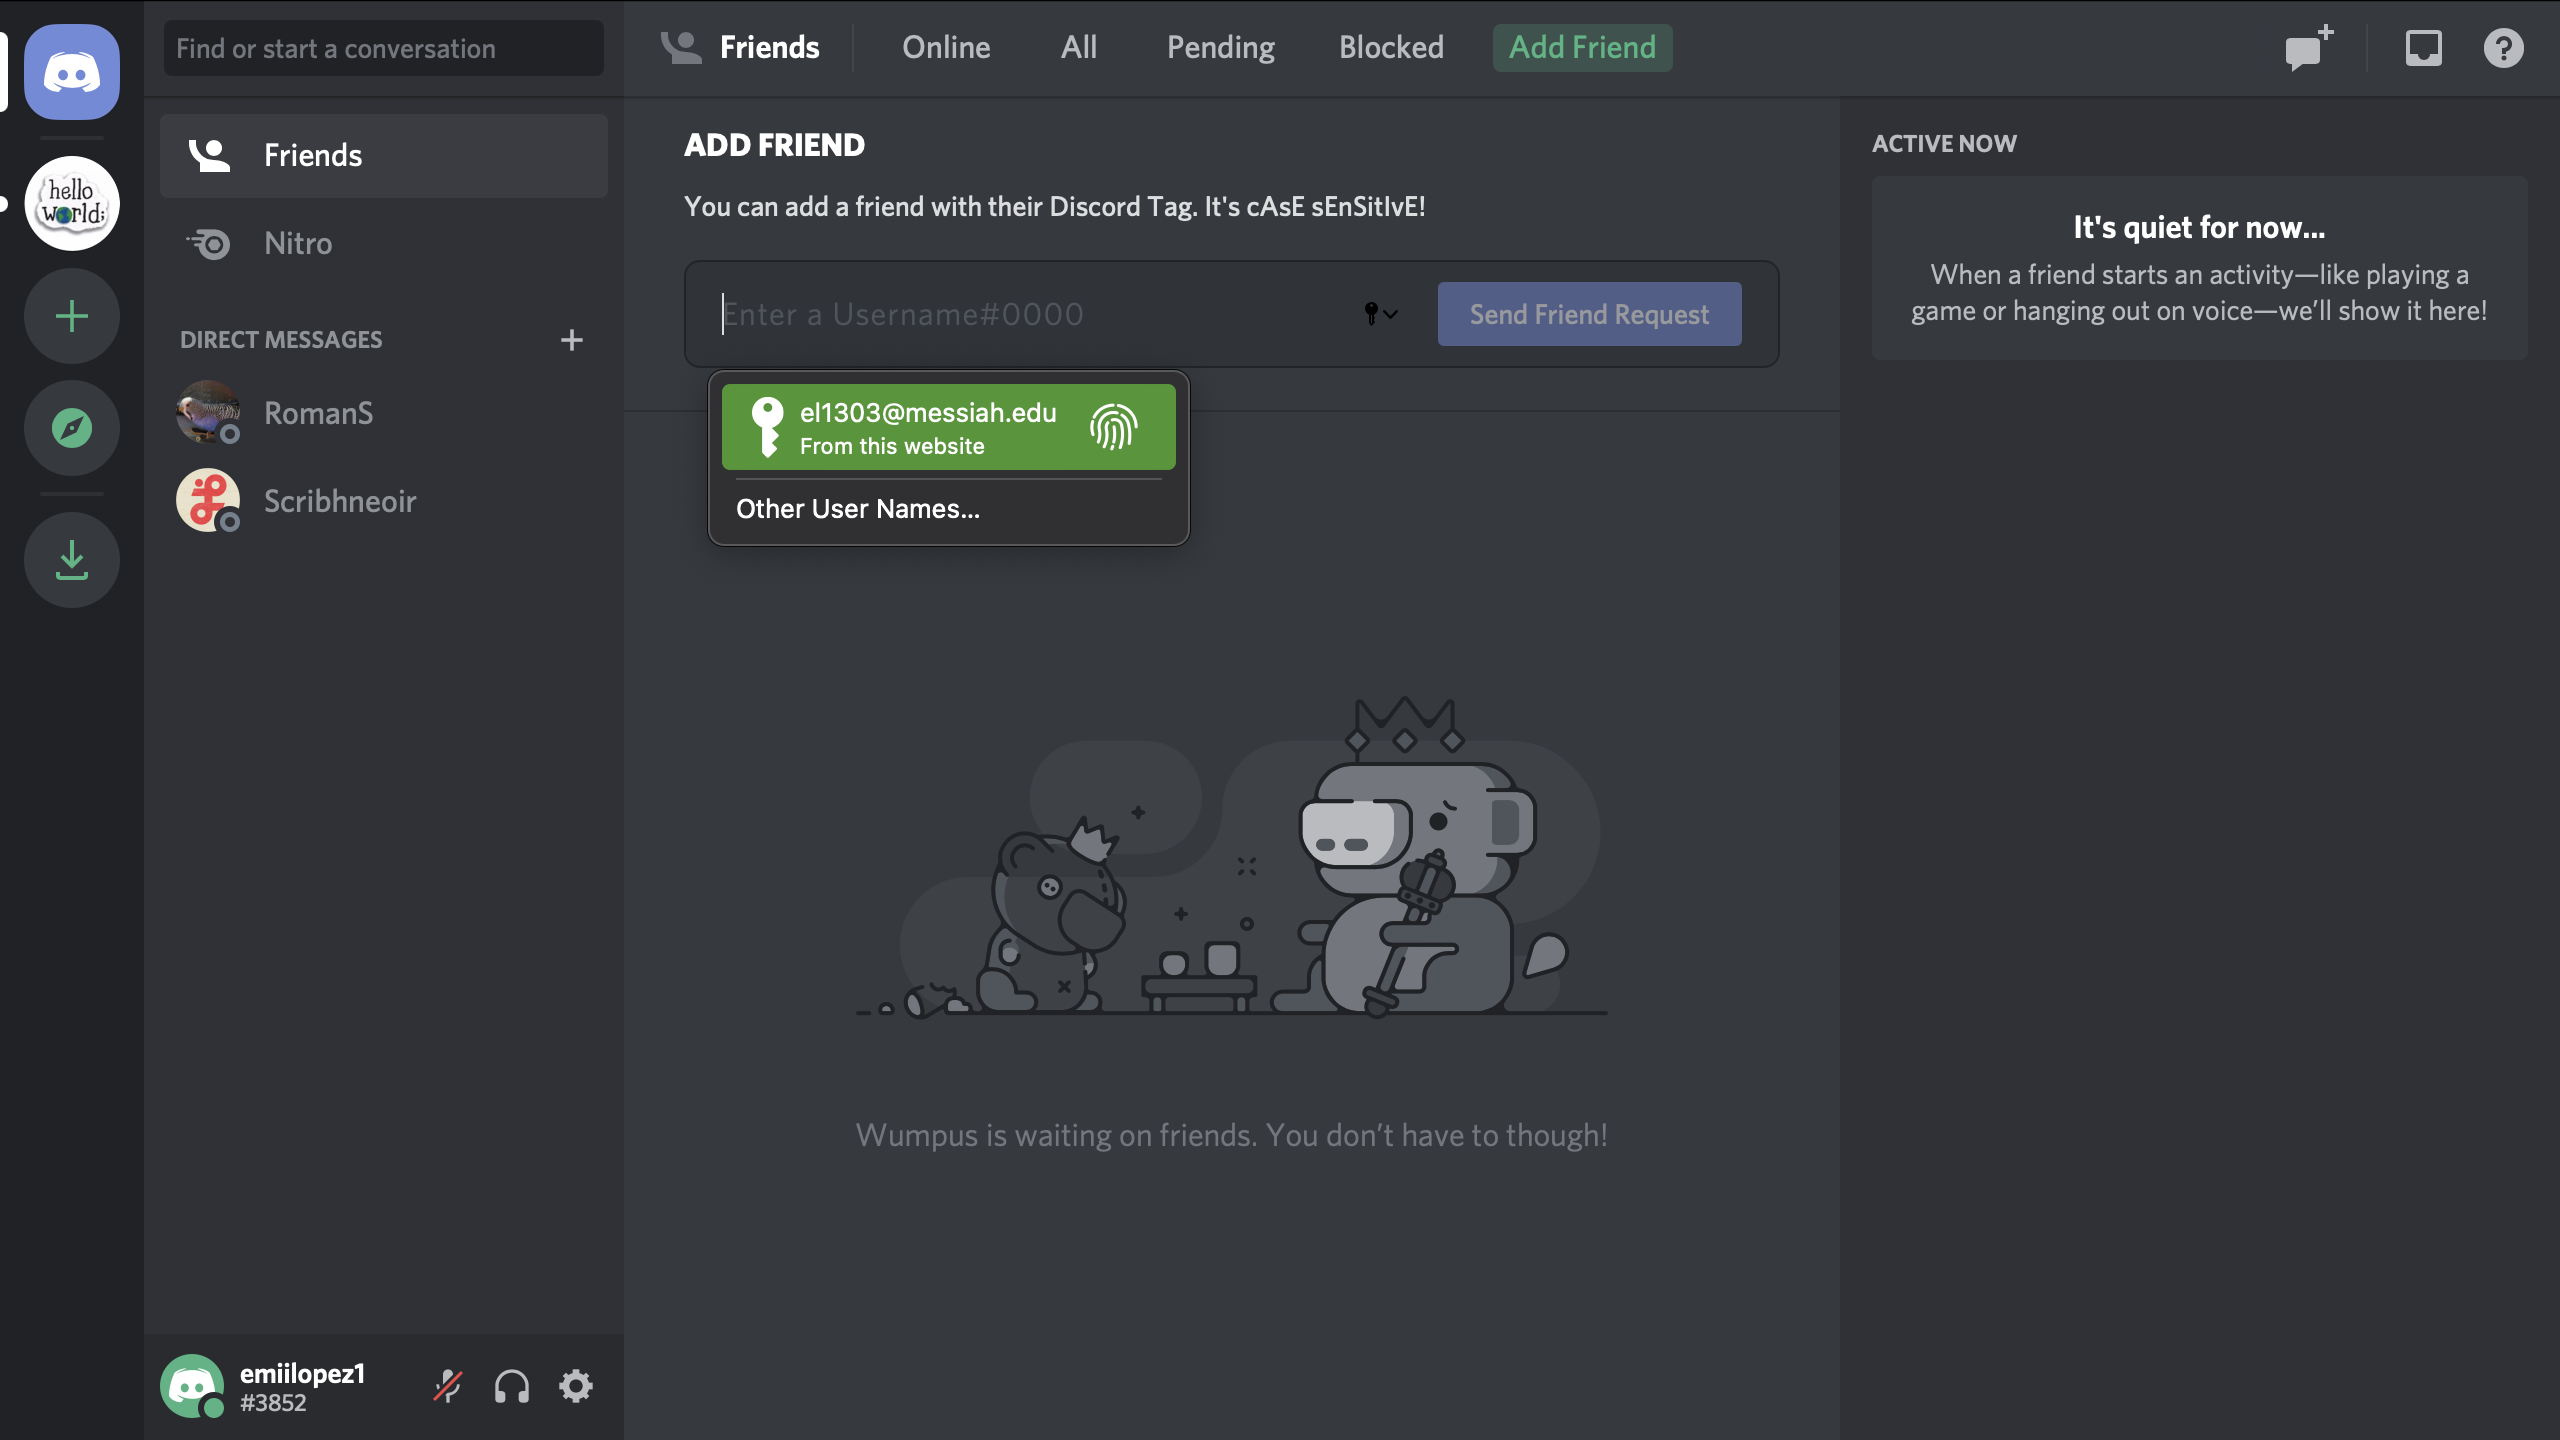 Find or start a conversation
Friends
Online
All
Pending
Blocked
Add Friend
hello
world;
Friends
Nitro
DIRECT MESSAGES
RomanS
Scribhneoir
ADD FRIEND
You can add a friend with their Discord Tag. It's cAsE sEnSitIvE!
Enter a Username#0000
Send Friend Request
el1303@messiah.edu
From this website
Other User Names...
Wumpus is waiting on friends. You don’t have to though!
ACTIVE NOW
It's quiet for now...
When a friend starts an activity—like playing a
game or hanging out on voice—we’ll show it here!
emiilopez1
#3852